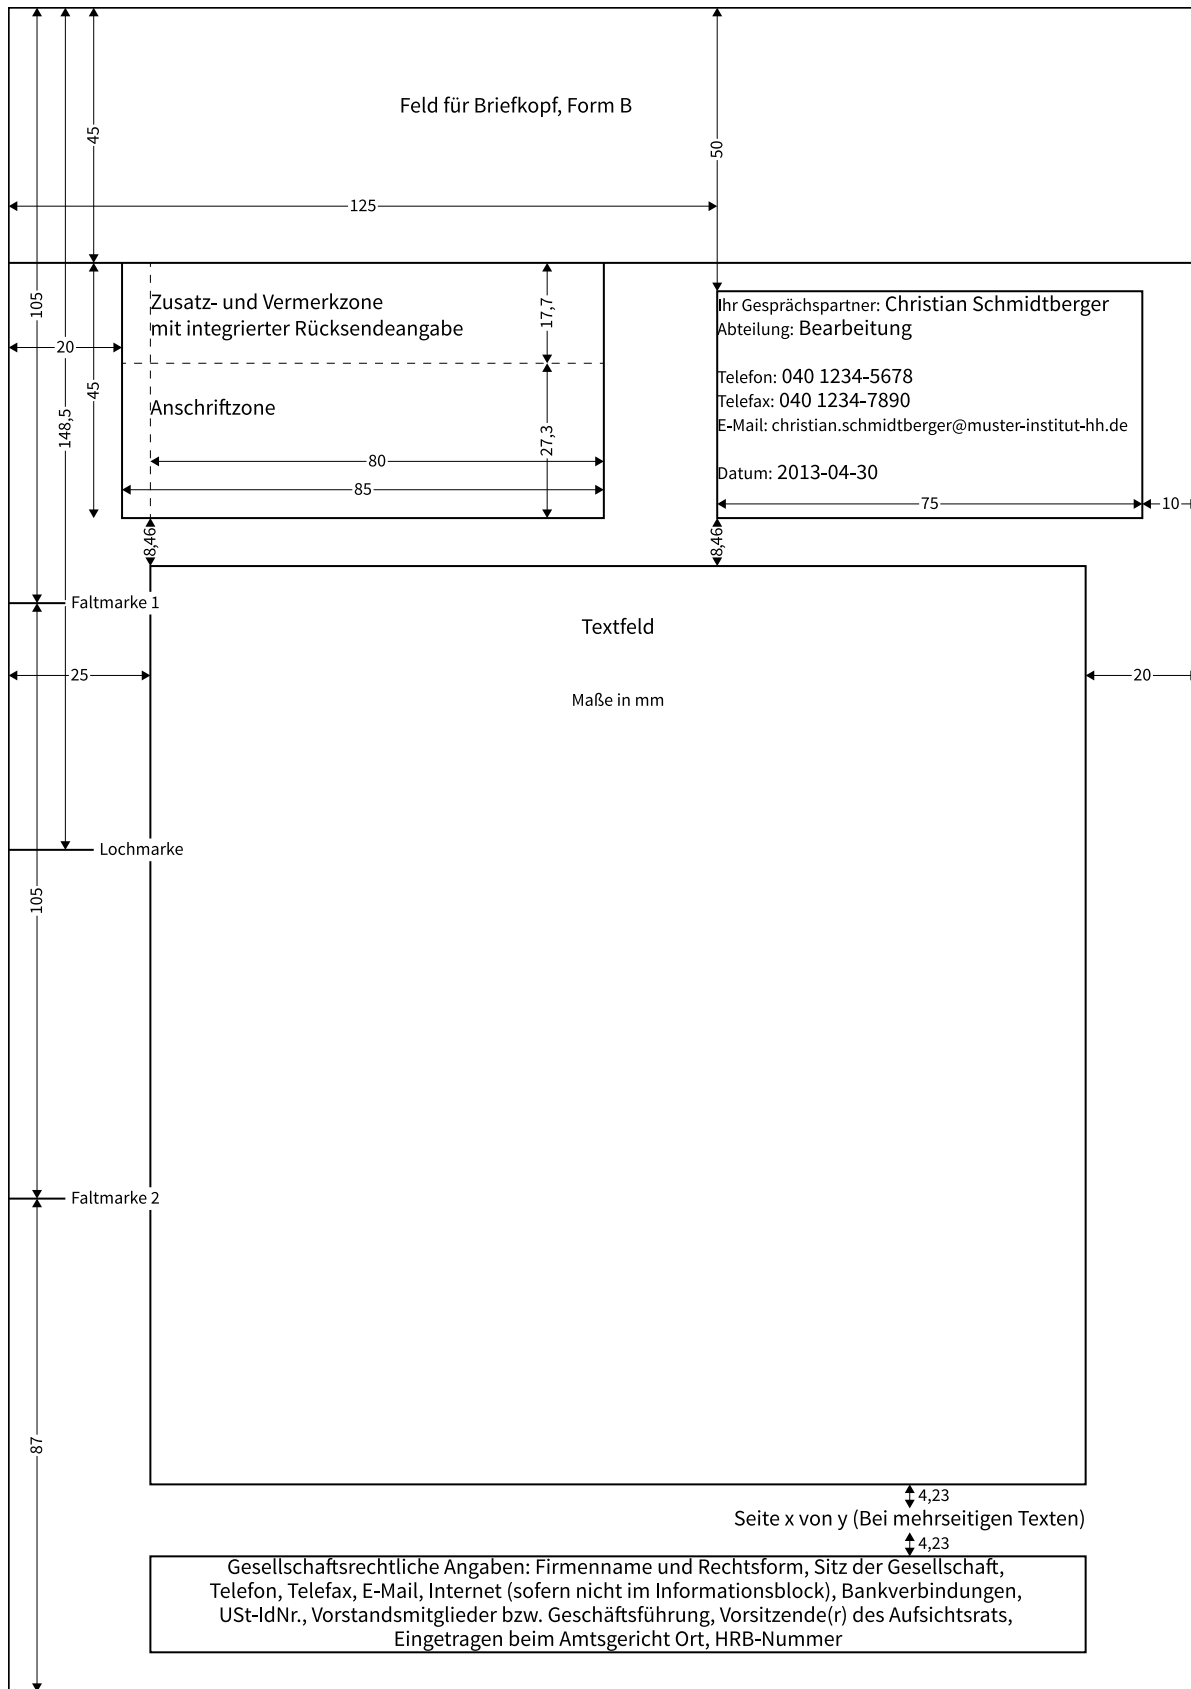 Feld für Briefkopf, Form B
45
50
125
105
Zusatz- und Vermerkzone
mit integrierter Rücksendeangabe
17,7
Ihr Gesprächspartner: Christian Schmidtberger
Abteilung: Bearbeitung
20
45
148,5
Anschriftzone
27,3
Telefon: 040 1234-5678
Telefax: 040 1234-7890
E-Mail: christian.schmidtberger@muster-institut-hh.de
80
Datum: 2013-04-30
85
75
10
8,46
8,46
Faltmarke 1
Textfeld
25
20
Maße in mm
Lochmarke
105
Faltmarke 2
87
4,23
Seite x von y (Bei mehrseitigen Texten)
4,23
Gesellschaftsrechtliche Angaben: Firmenname und Rechtsform, Sitz der Gesellschaft,
Telefon, Telefax, E-Mail, Internet (sofern nicht im Informationsblock), Bankverbindungen,
USt-IdNr., Vorstandsmitglieder bzw. Geschäftsführung, Vorsitzende(r) des Aufsichtsrats,
Eingetragen beim Amtsgericht Ort, HRB-Nummer